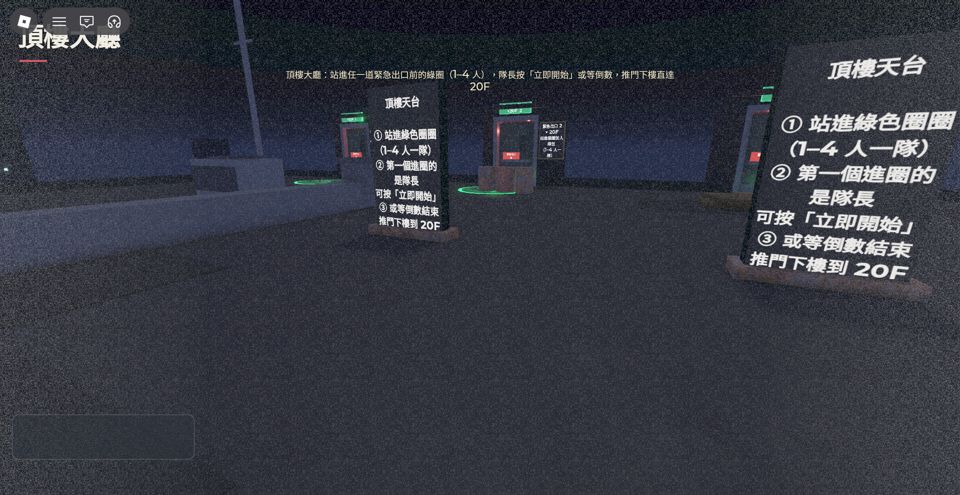 頂樓大廳
頂樓大廳：站進任一道緊急出口前的綠圈（1–4 人），隊長按「立即開始」或等倒數，推門下樓直達
20F
頂樓天台
① 站進綠色圈圈
（1–4 人一隊）
② 第一個進圈的
是隊長
可按「立即開始」
③ 或等倒數結束
推門下樓到 20F
緊急出口 2
→ 20F
頂樓天台
① 站進綠色圈圈
（1–4 人一隊）
② 第一個進圈的
是隊長
可按「立即開始」
③ 或等倒數結束
推門下樓到 20F